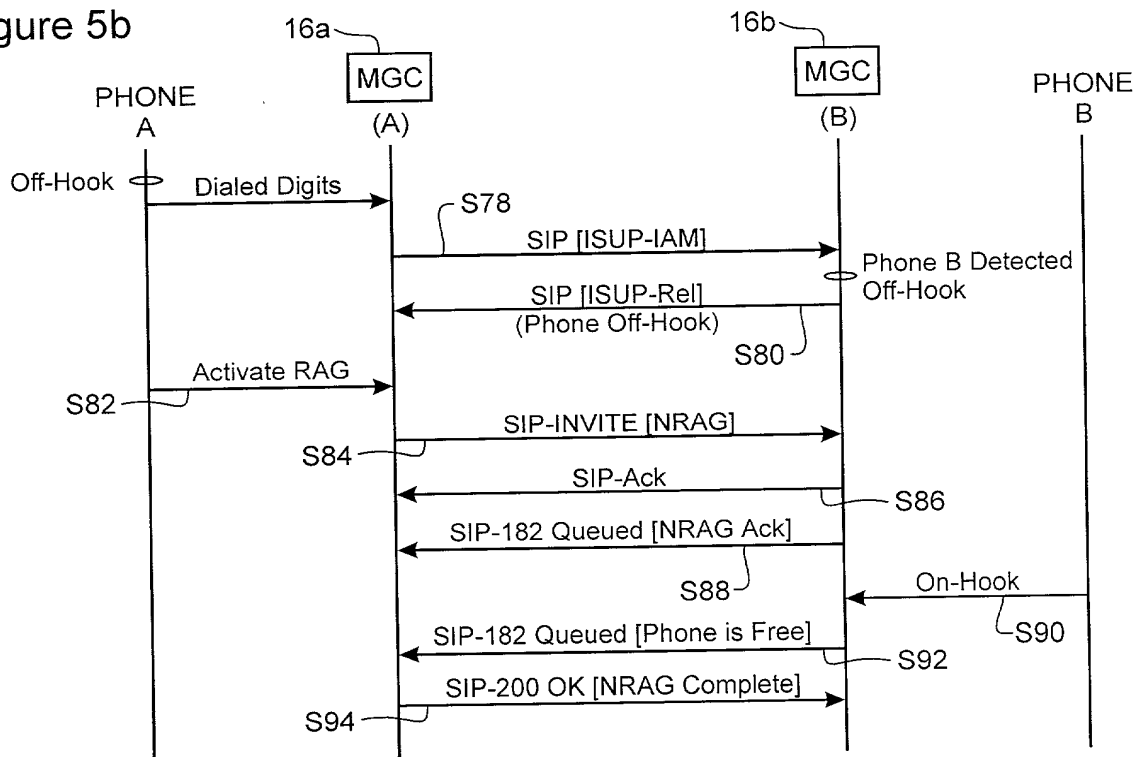 gure 5b
16a
16b
MGC
MGC
PHONE
A
(A)
(B)
PHONE
B
Off-Hook
Dialed Digits
S78
SIP [ISUP-IAM]
Phone B Detected
Off-Hook
SIP [ISUP-Rel]
(Phone Off-Hook)
S80
Activate RAG
S82
SIP-INVITE [NRAG]
S84
SIP-Ack
S86
SIP-182 Queued [NRAG Ack]
S88
On-Hook
S90
SIP-182 Queued [Phone is Free]
S92
SIP-200 OK [NRAG Complete]
S94